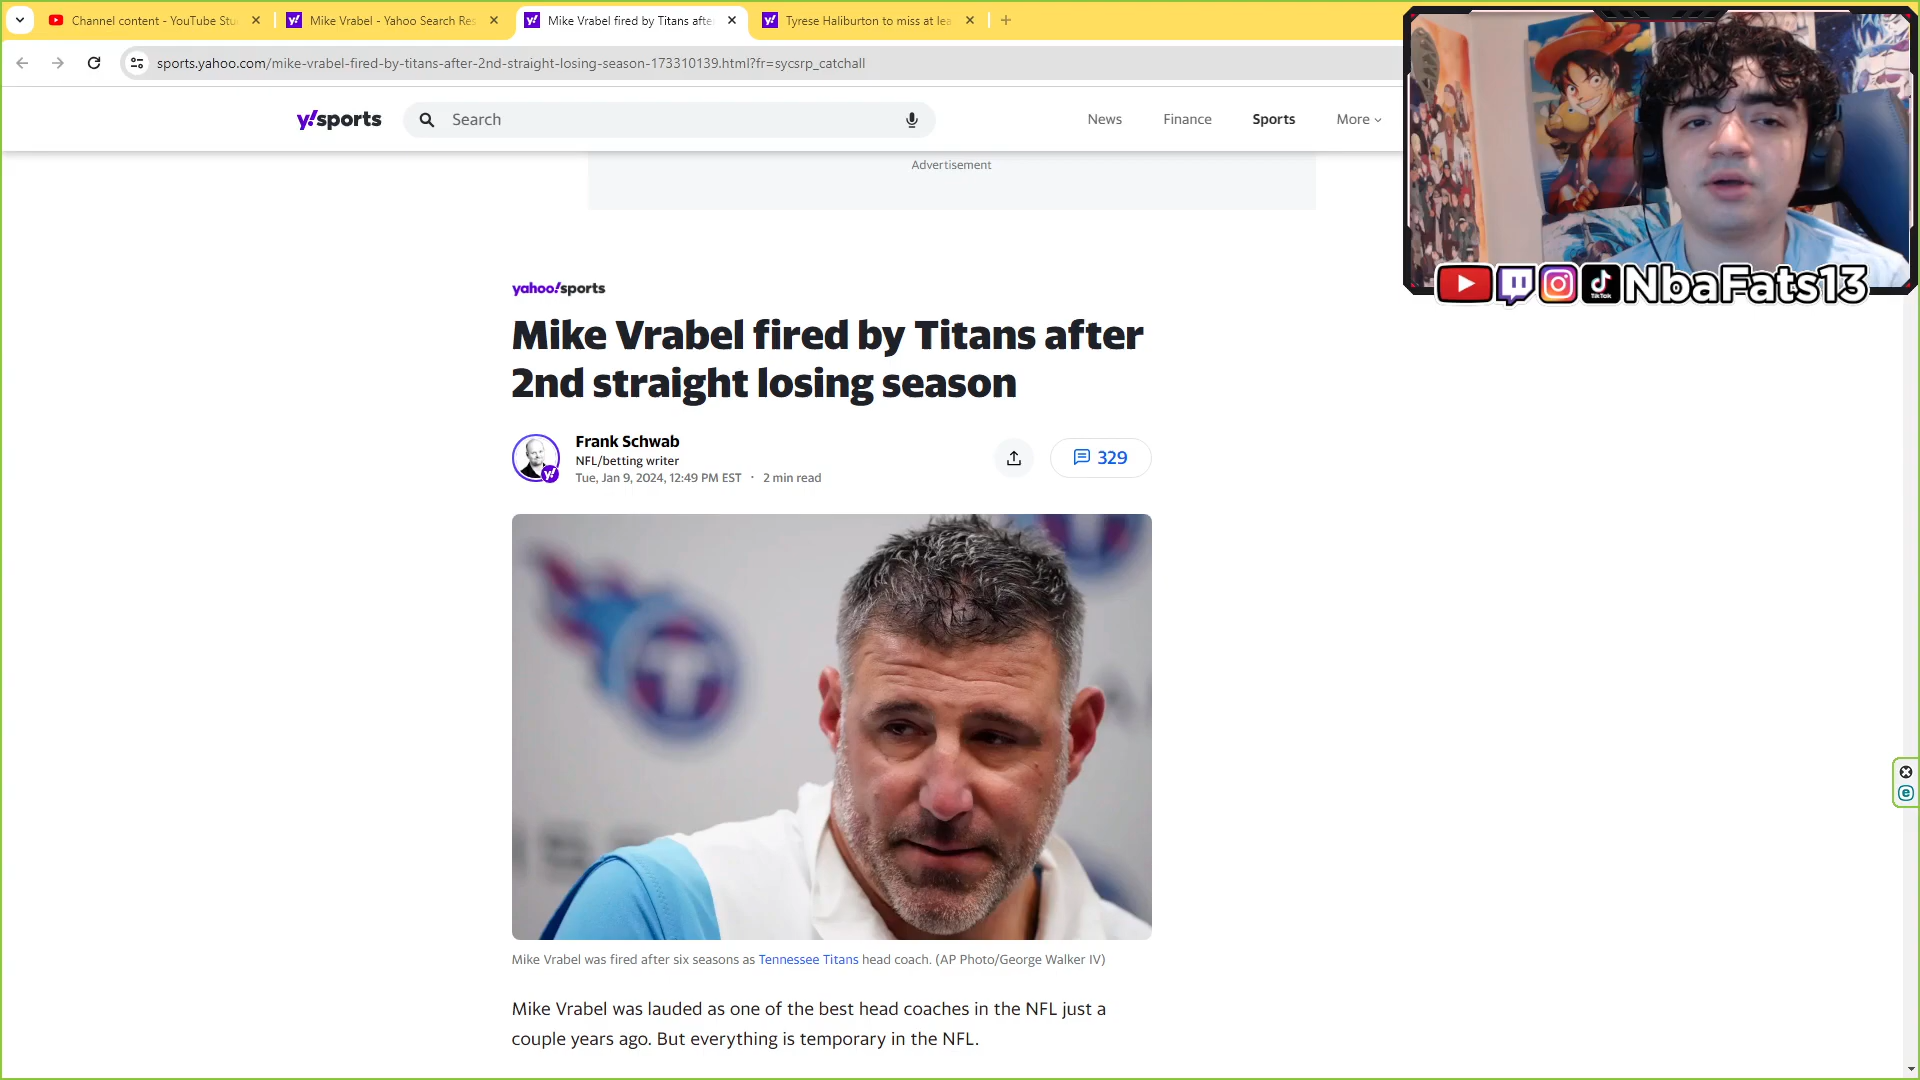 Channel content - YouTube Stu
Mike Vrabel - Yahoo Search Res
Mike Vrabel fired by Titans afte
Tyrese Haliburton to miss at lea
sports.yahoo.com/mike-vrabel-fired-by-titans-after-2nd-straight-losing-season-173310139.html?fr=sycsrp_catchall
y!sports
Search
News
Finance
Sports
More
Advertisement
TikTok
NbaFats13
yahoo!sports
Mike Vrabel fired by Titans after
2nd straight losing season
Frank Schwab
NFL/betting writer
Tue, Jan 9, 2024, 12:49 PM EST · 2 min read
y!
329
T
Mike Vrabel was fired after six seasons as Tennessee Titans head coach. (AP Photo/George Walker IV)
Mike Vrabel was lauded as one of the best head coaches in the NFL just a
couple years ago. But everything is temporary in the NFL.